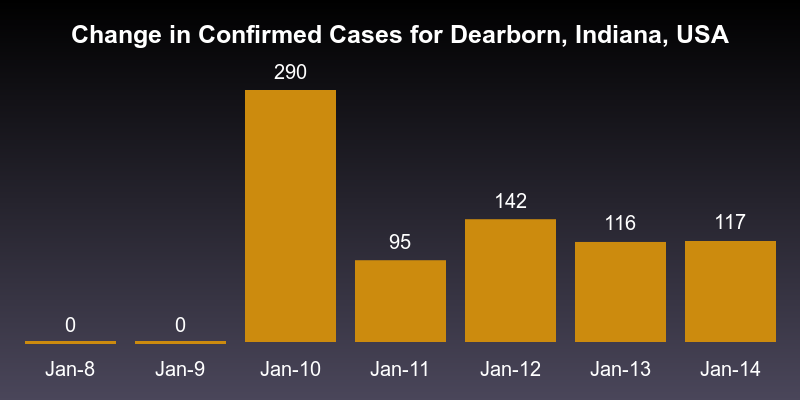 Change in Confirmed Cases for Dearborn, Indiana, USA
290
142
116
117
95
0
0
Jan-8
Jan-9
Jan-10
Jan-11
Jan-12
Jan-13
Jan-14